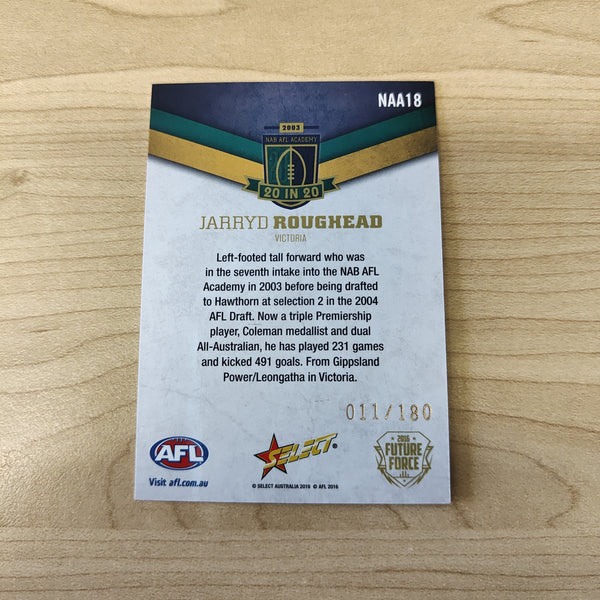 NAA18
2003
NAB AFL ACADEMY
20 IN 20
JARRYD ROUGHEAD
VICTORIA
Left-footed tall forward who was
in the seventh intake into the NAB AFL
Academy in 2003 before being drafted
to Hawthorn at selection 2 in the 2004
AFL Draft. Now a triple Premiership
player, Coleman medallist and dual
All-Australian, he has played 231 games
and kicked 491 goals. From Gippsland
Power/Leongatha in Victoria.
011/180
AFL
Visit afl.com.au
SELECT
© SELECT AUSTRALIA 2016 © AFL 2016
2016
FUTURE
FORCE